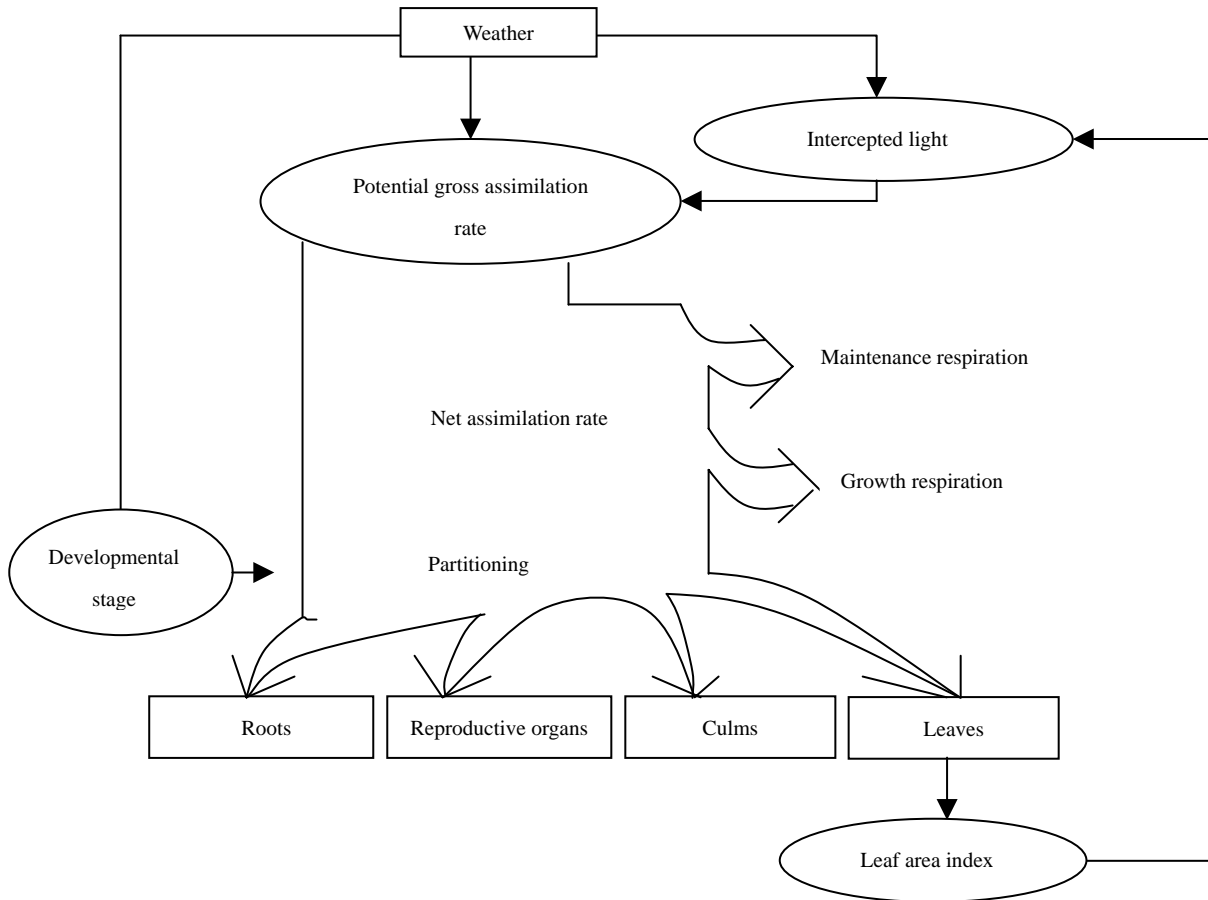 Weather
Intercepted light
Potential gross assimilation
rate
Maintenance respiration
Net assimilation rate
Growth respiration
Developmental
stage
Partitioning
Roots
Reproductive organs
Culms
Leaves
Leaf area index